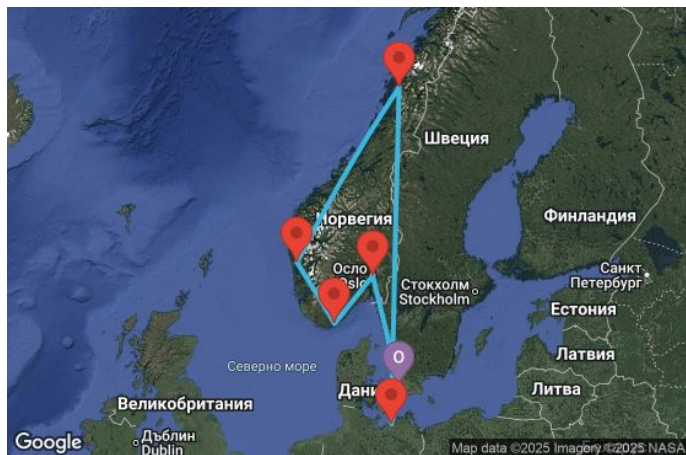 Швеция
Норвегия
Финландия
Осло
Oslo
Санкт
Петербург
Стокхолм
Stockholm
Естония
Латвия
Северно море
Литва
Великобритания
Дъблин
Dublin
O
Google
Map data ©2025 Imagery ©2025 NASA